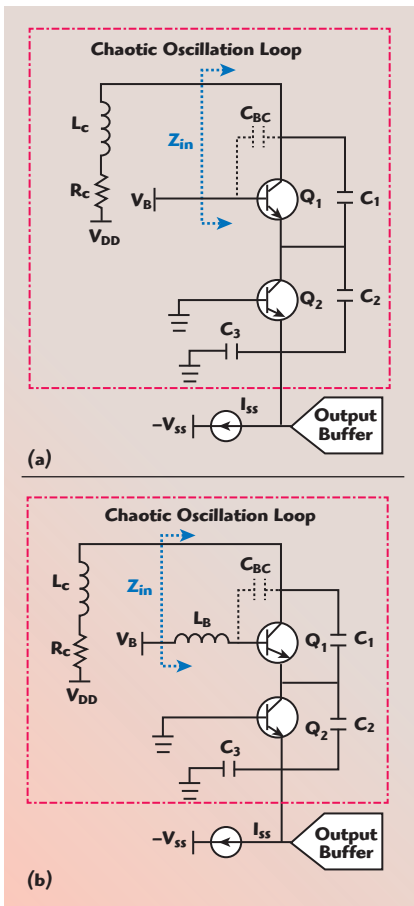 Chaotic Oscillation Loop
CBC
Lc
Zin
Rc
VB
Q1
C1
VDD
Q2
C2
C3
Iss
–Vss
Output
Buffer
(a)
Chaotic Oscillation Loop
CBC
Lc
Zin
LB
Rc
VB
Q1
C1
VDD
Q2
C2
C3
Iss
–Vss
Output
Buffer
(b)